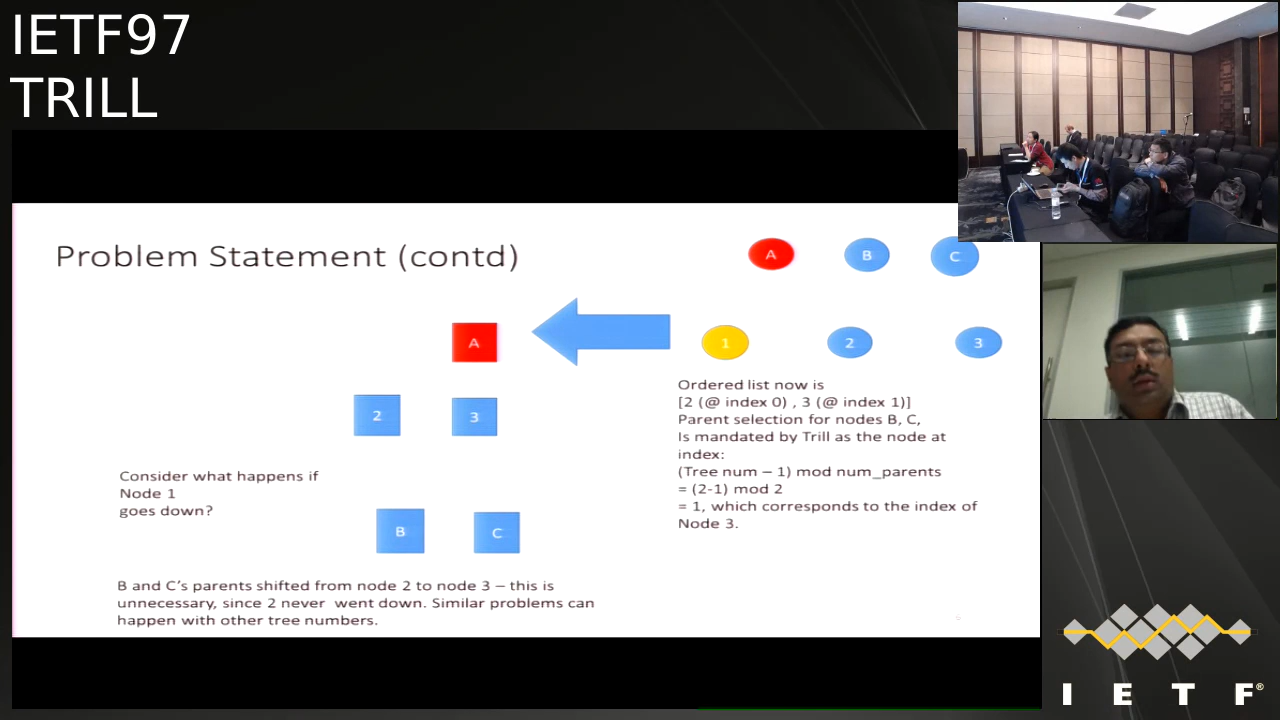 IETF97
TRILL
Problem Statement (contd)
A
B
C
1
2
3
A
2
3
B
C
Ordered list now is
[2 (@ index 0) , 3 (@ index 1)]
Parent selection for nodes B, C,
Is mandated by Trill as the node at
index:
(Tree num – 1) mod num_parents
= (2-1) mod 2
= 1, which corresponds to the index of
Node 3.
Consider what happens if
Node 1
goes down?
B and C's parents shifted from node 2 to node 3 – this is
unnecessary, since 2 never went down. Similar problems can
happen with other tree numbers.
I E T F®